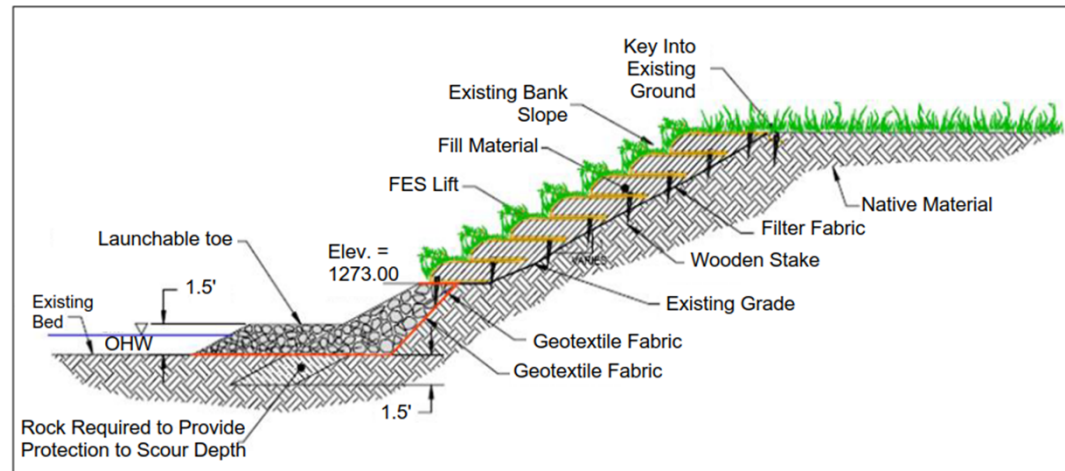 Key Into
Existing
Ground
Existing Bank
Slope
Fill Material
FES Lift
Native Material
Launchable toe
Elev. =
1273.00
Filter Fabric
VARIES
Wooden Stake
1.5'
Existing
Bed
Existing Grade
OHW
Geotextile Fabric
Geotextile Fabric
1.5'
Rock Required to Provide
Protection to Scour Depth